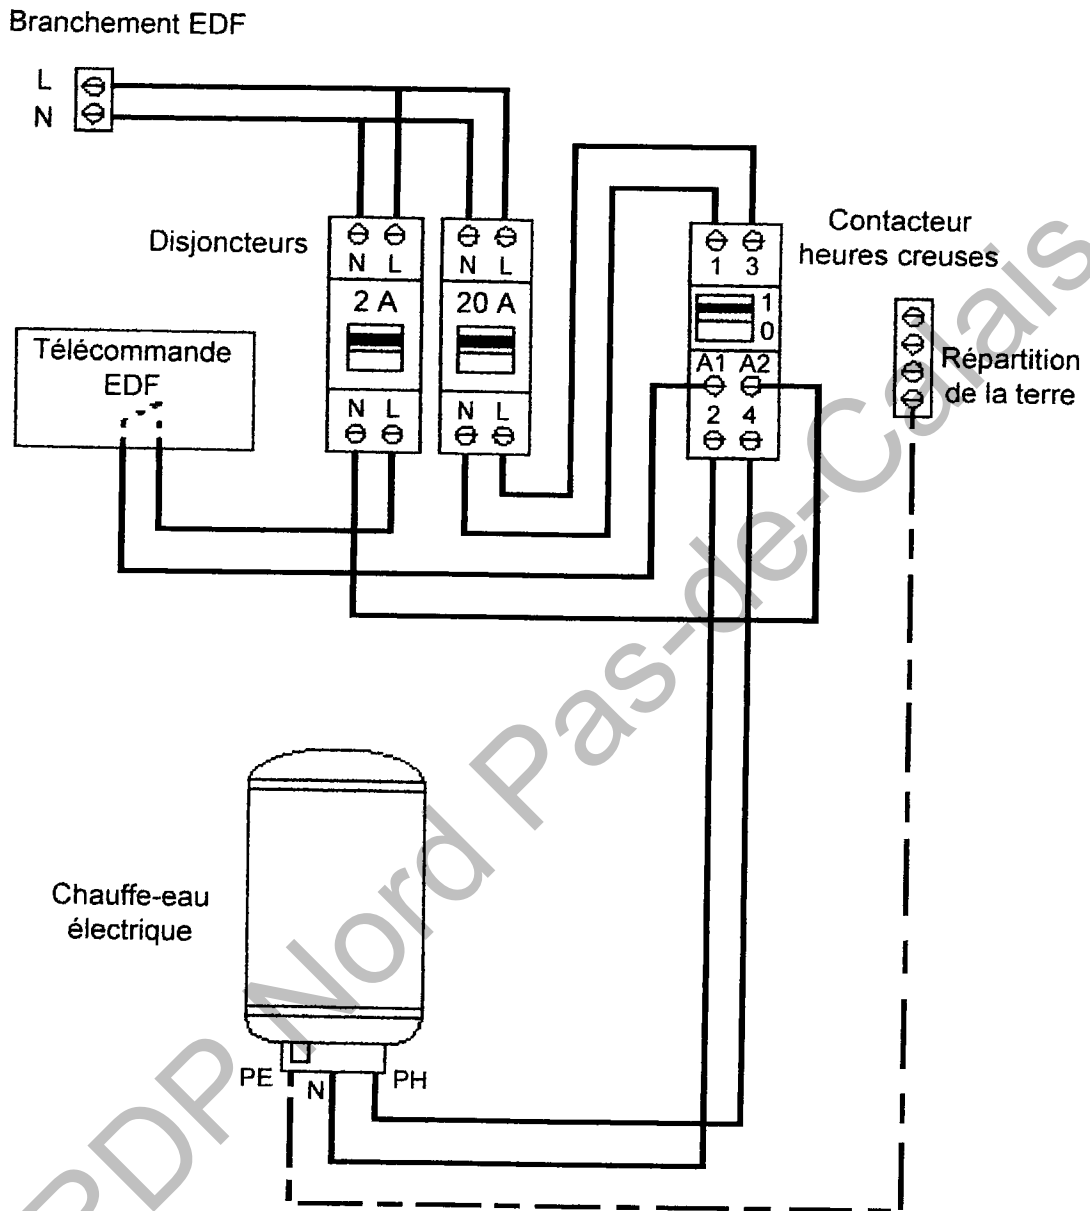 Branchement EDF
L
N
Disjoncteurs
N L
2 A
N L
N L
20 A
N L
Contacteur
heures creuses
1 3
1
0
A1 A2
2 4
Télécommande
EDF
Répartition
de la terre
Chauffe-eau
électrique
PE
N
PH
RDP Nord Pas-de-Calais